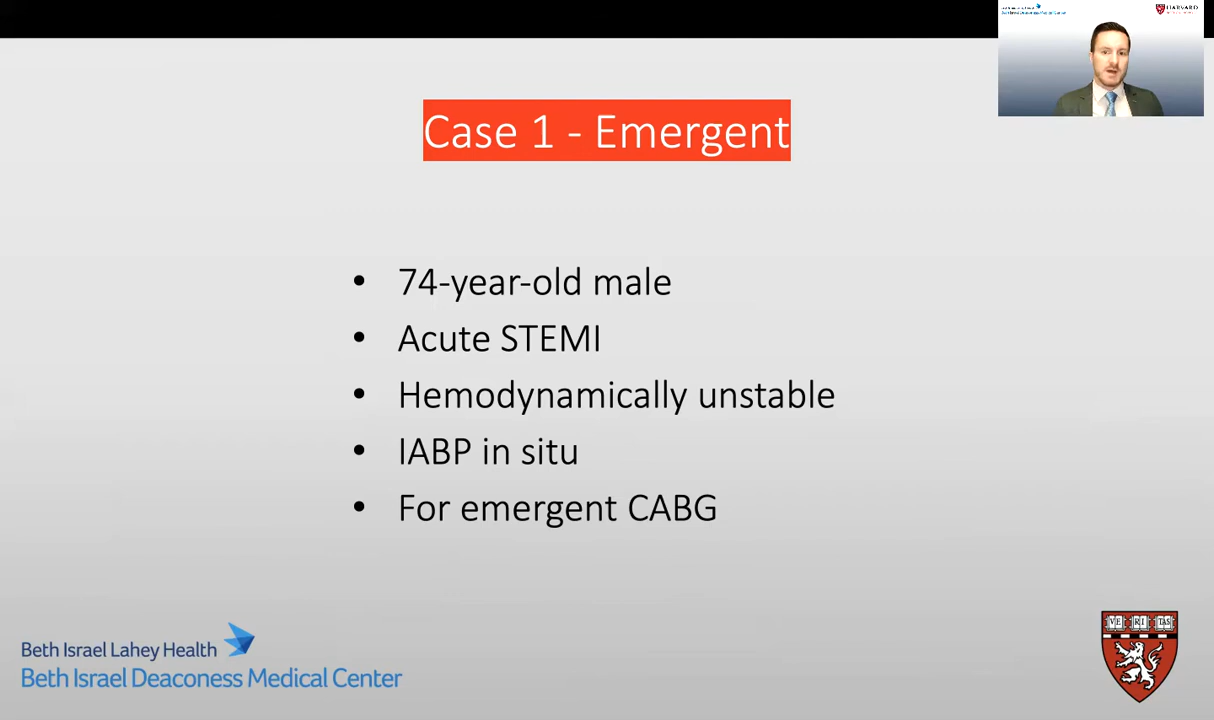 HARVARD
Case 1 - Emergent
• 74-year-old male
• Acute STEMI
• Hemodynamically unstable
• IABP in situ
• For emergent CABG
Beth Israel Lahey Health
Beth Israel Deaconess Medical Center
VE RI TAS